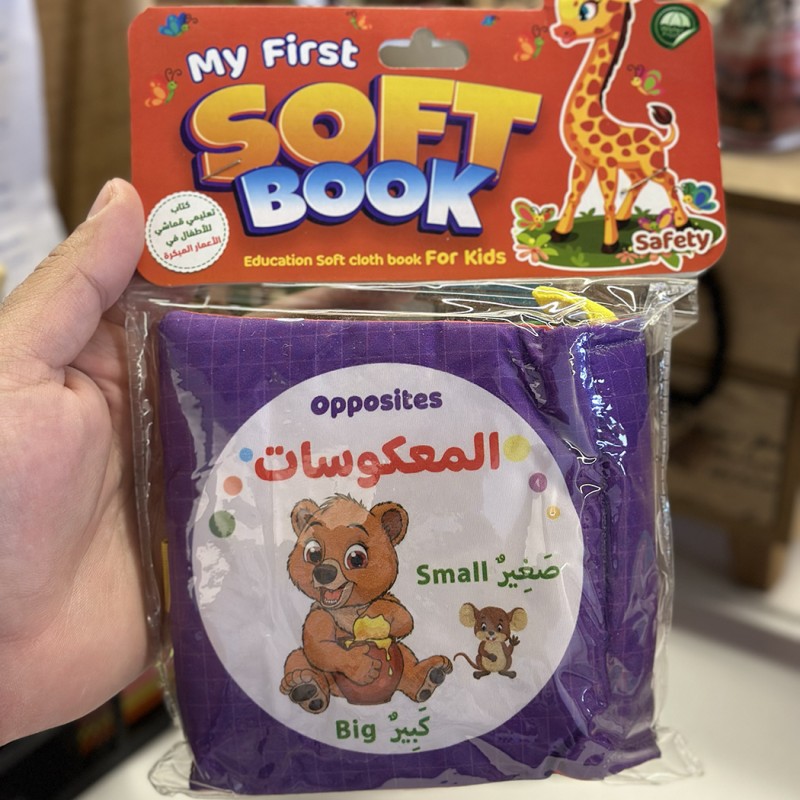 My First
SOFT
BOOK
كتاب
تعليمي قماشي
للأطفال في
الأعمار المبكرة
Education Soft cloth book For Kids
Safety
Opposites
المعكوسات
Small صَغِيرٌ
Big كَبِيرٌ